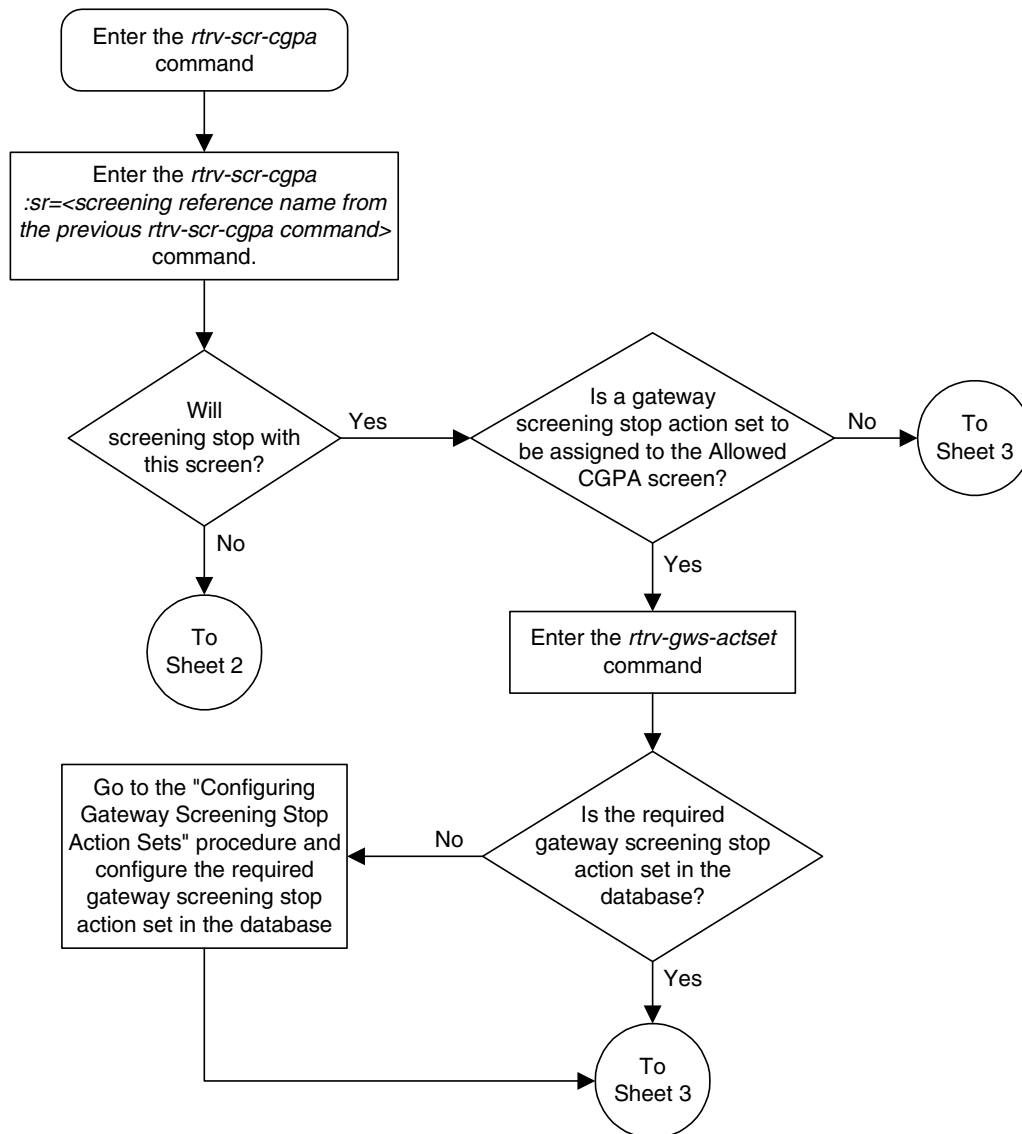 Enter the rtrv-scr-cgpa
command
Enter the rtrv-scr-cgpa
:sr=<screening reference name from
the previous rtrv-scr-cgpa command>
command.
Will
screening stop with
this screen?
Yes
Is a gateway
screening stop action set to
be assigned to the Allowed
CGPA screen?
No
To
Sheet 3
No
To
Sheet 2
Yes
Enter the rtrv-gws-actset
command
Is the required
gateway screening stop
action set in the
database?
No
Go to the "Configuring
Gateway Screening Stop
Action Sets" procedure and
configure the required
gateway screening stop
action set in the database
Yes
To
Sheet 3